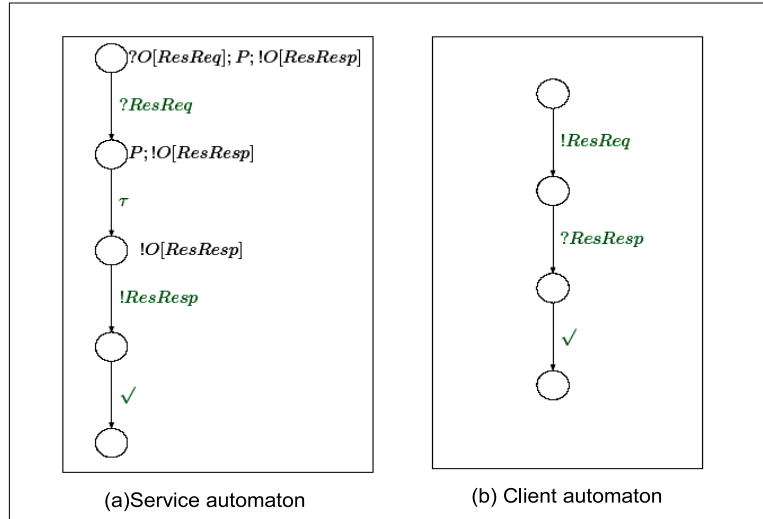 ?O[ResReq]; P; !O[ResResp]
?ResReq
P; !O[ResResp]
τ
!O[ResResp]
!ResResp
√
(a)Service automaton
!ResReq
?ResResp
√
(b) Client automaton